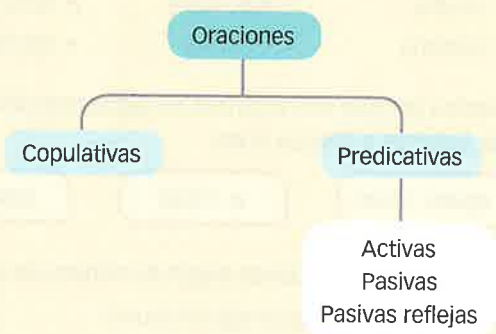 Oraciones
Copulativas
Predicativas
Activas
Pasivas
Pasivas reflejas